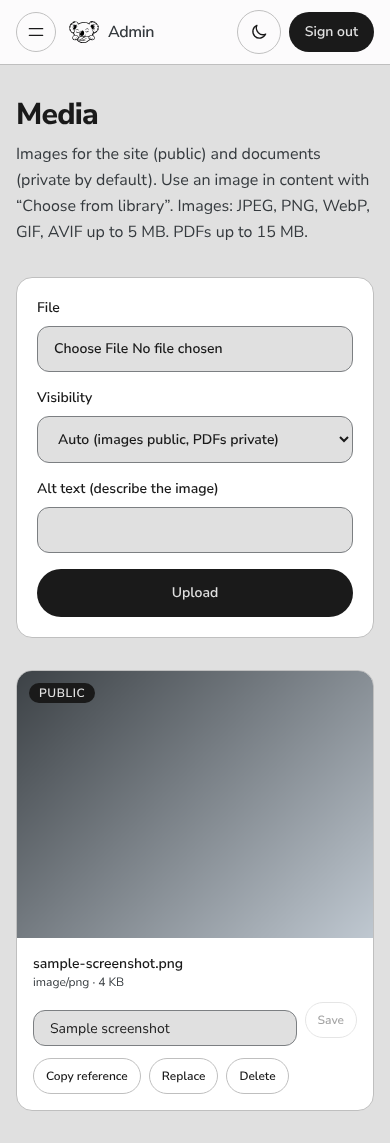 Admin
Sign out
Media
Images for the site (public) and documents
(private by default). Use an image in content with
“Choose from library”. Images: JPEG, PNG, WebP,
GIF, AVIF up to 5 MB. PDFs up to 15 MB.
File
Choose File No file chosen
Visibility
Auto (images public, PDFs private)
Alt text (describe the image)
Upload
PUBLIC
sample-screenshot.png
image/png · 4 KB
Sample screenshot
Save
Copy reference
Replace
Delete